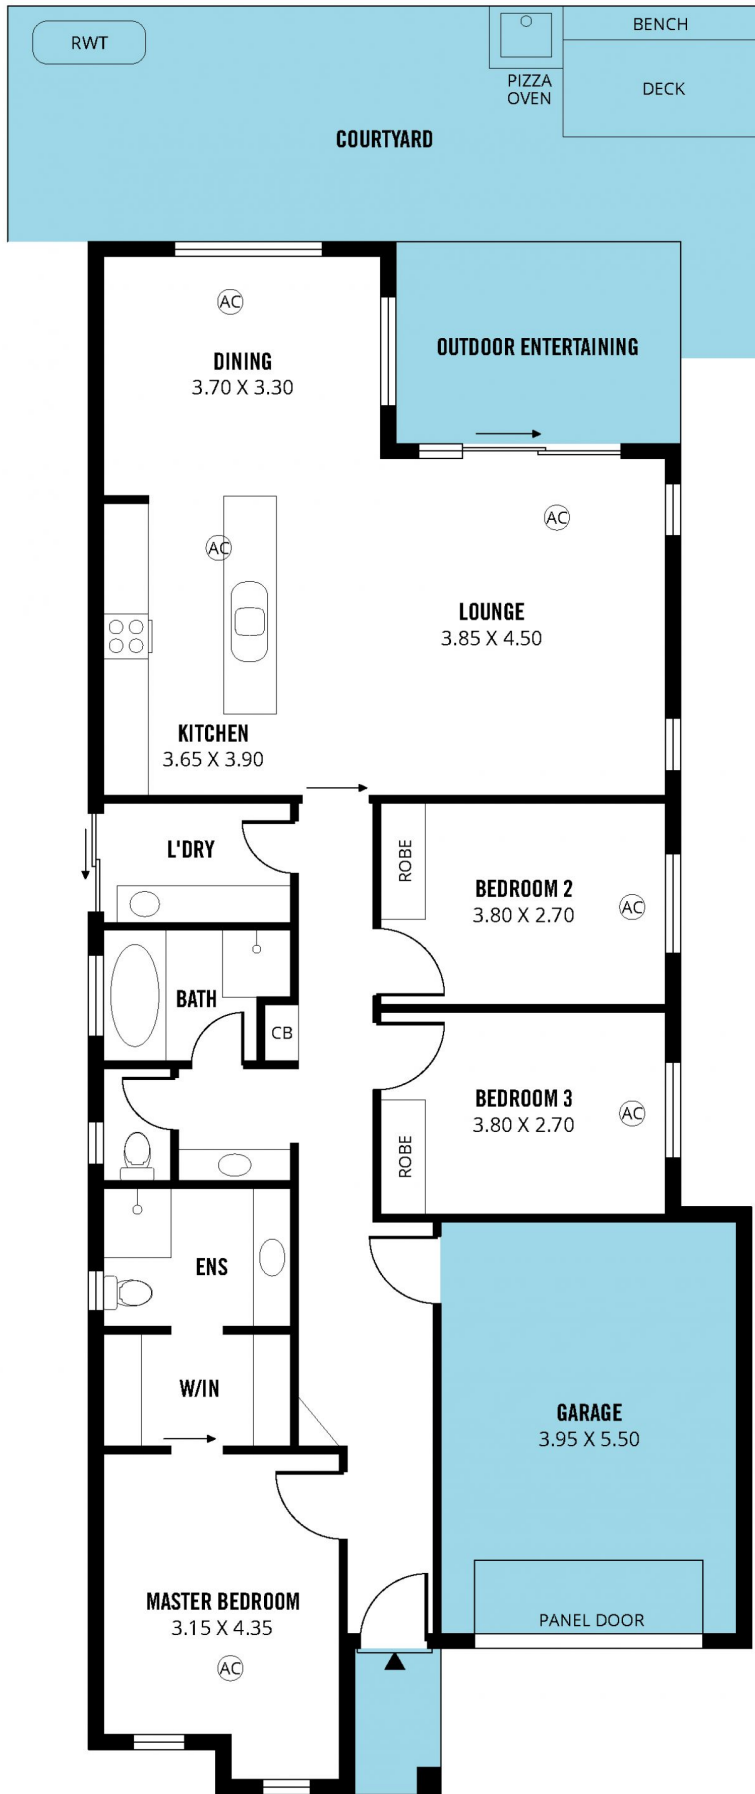 RWT
BENCH
PIZZA
OVEN
DECK
COURTYARD
AC
DINING
3.70 X 3.30
OUTDOOR ENTERTAINING
AC
AC
LOUNGE
3.85 X 4.50
KITCHEN
3.65 X 3.90
L'DRY
ROBE
BEDROOM 2
3.80 X 2.70
AC
BATH
CB
BEDROOM 3
3.80 X 2.70
AC
ROBE
ENS
W/IN
GARAGE
3.95 X 5.50
MASTER BEDROOM
3.15 X 4.35
AC
PANEL DOOR